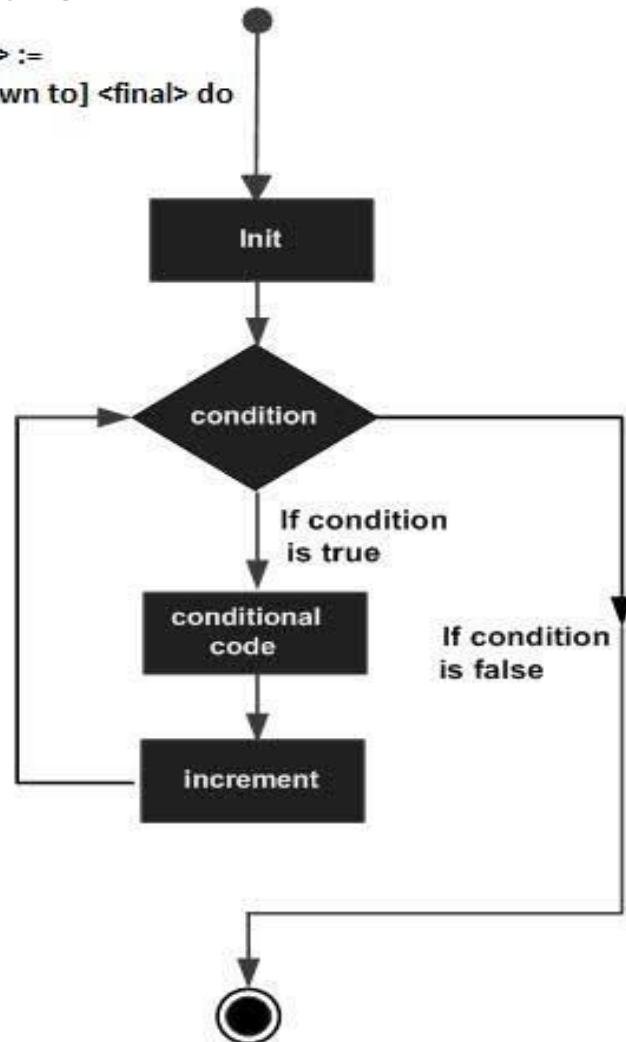 > :=
wn to] <final> do
Init
condition
If condition
is true
conditional
code
If condition
is false
increment